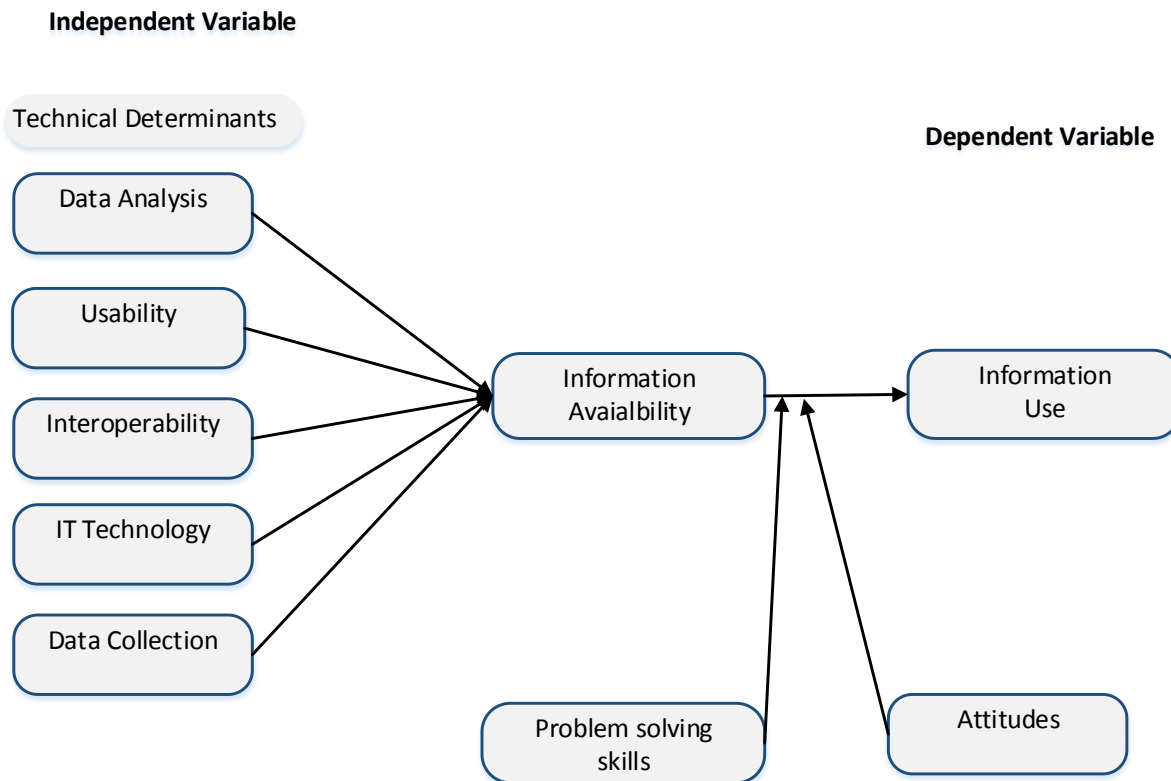 Independent Variable
Technical Determinants
Dependent Variable
Data Analysis
Usability
Interoperability
IT Technology
Data Collection
Information
Avaialbility
Information
Use
Problem solving
skills
Attitudes